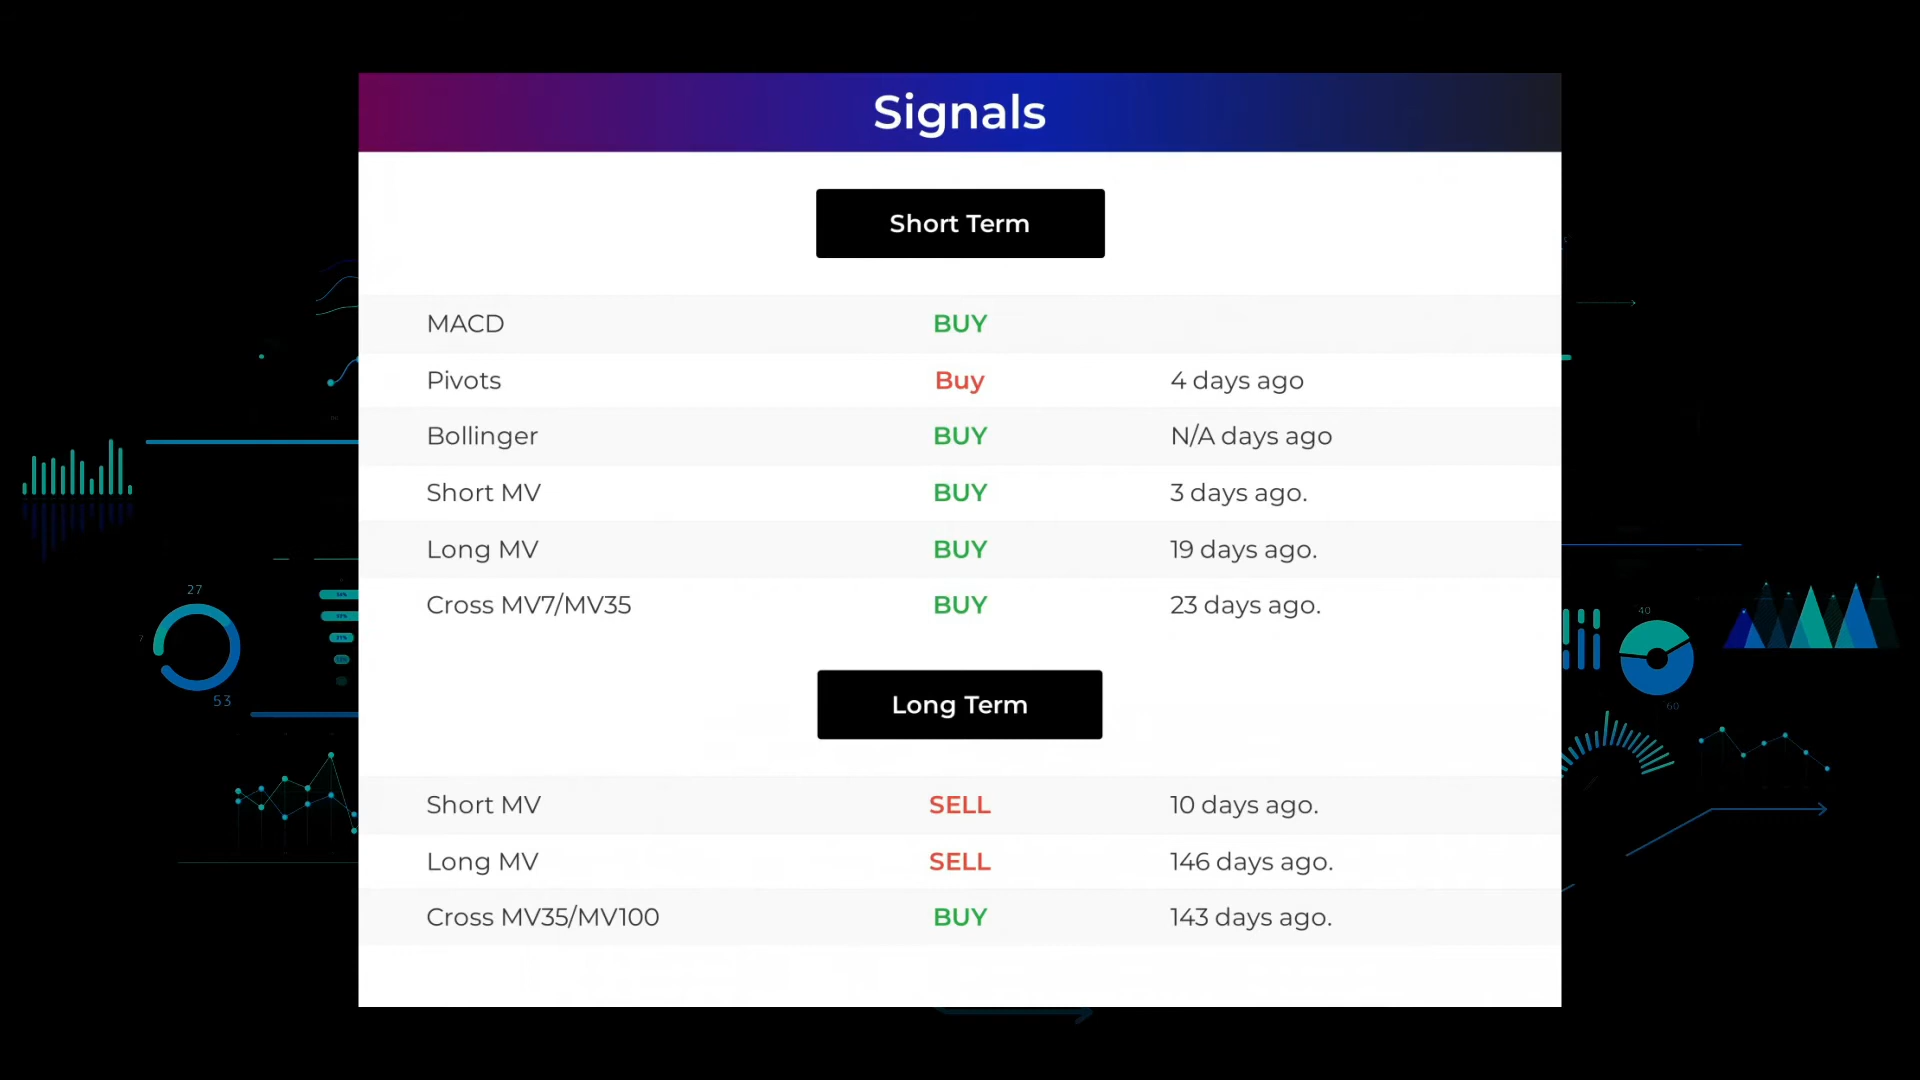 Signals
Short Term
MACD BUY
Pivots Buy 4 days ago
Bollinger BUY N/A days ago
Short MV BUY 3 days ago.
Long MV BUY 19 days ago.
Cross MV7/MV35 BUY 23 days ago.
Long Term
Short MV SELL 10 days ago.
Long MV SELL 146 days ago.
Cross MV35/MV100 BUY 143 days ago.
27
53
40
60